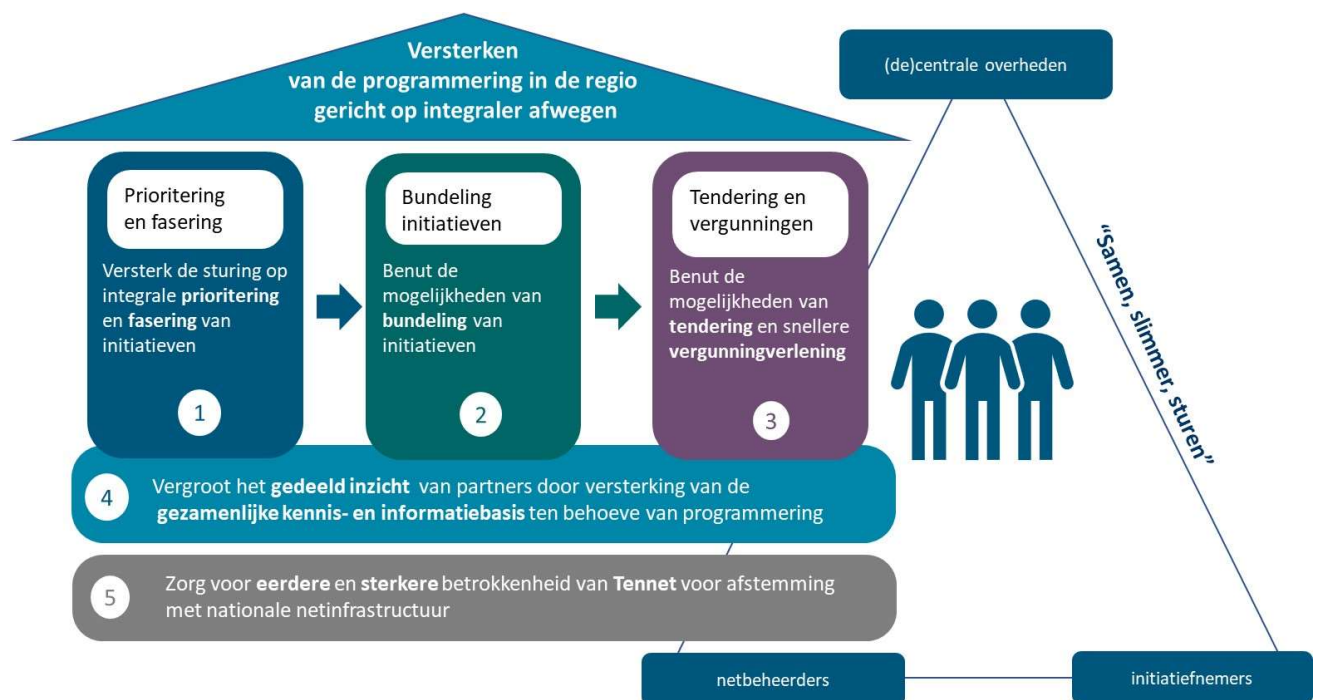 Versterken
van de programmering in de regio
gericht op integraler afwegen
(de)centrale overheden
Prioritering
en fasering
Versterk de sturing op
integrale prioritering
en fasering van
initiatieven
1
Bundeling
initiatieven
Benut de
mogelijkheden van
bundeling van
initiatieven
2
Tendering en
vergunningen
Benut de
mogelijkheden van
tendering en snellere
vergunningverlening
3
“Samen, slimmer, sturen”
4
Vergroot het gedeeld inzicht van partners door versterking van de
gezamenlijke kennis- en informatiebasis ten behoeve van programmering
5
Zorg voor eerdere en sterkere betrokkenheid van Tennet voor afstemming
met nationale netinfrastructuur
netbeheerders
initiatiefnemers